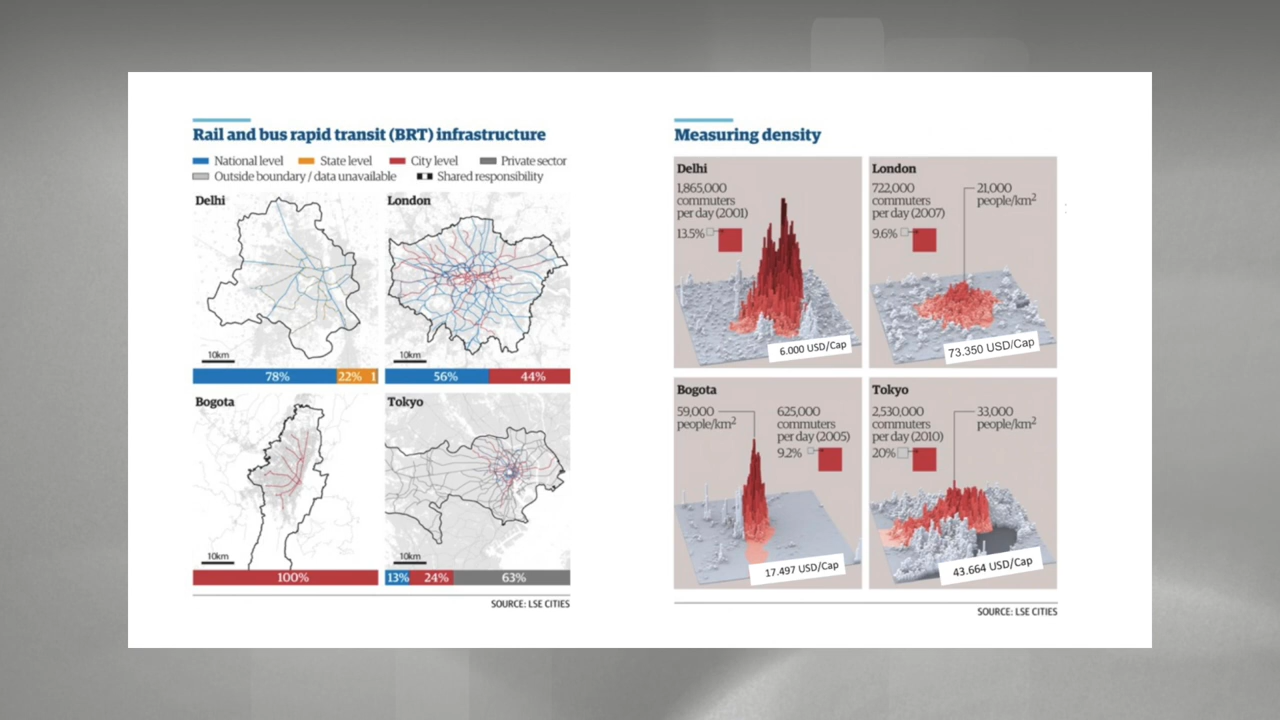 Rail and bus rapid transit (BRT) infrastructure
National level State level City level Private sector
Outside boundary / data unavailable Shared responsibility
Delhi
10km
78% 22% 1
London
10km
56% 44%
Bogota
10km
100%
Tokyo
10km
13% 24% 63%
SOURCE: LSE CITIES
Measuring density
Delhi
1,865,000
commuters
per day (2001)
13.5%
6.000 USD/Cap
London
722,000
commuters
per day (2007)
9.6%
21,000
people/km²
73.350 USD/Cap
Bogota
59,000
people/km²
625,000
commuters
per day (2005)
9.2%
17.497 USD/Cap
Tokyo
2,530,000
commuters
per day (2010)
20%
33,000
people/km²
43.664 USD/Cap
SOURCE: LSE CITIES